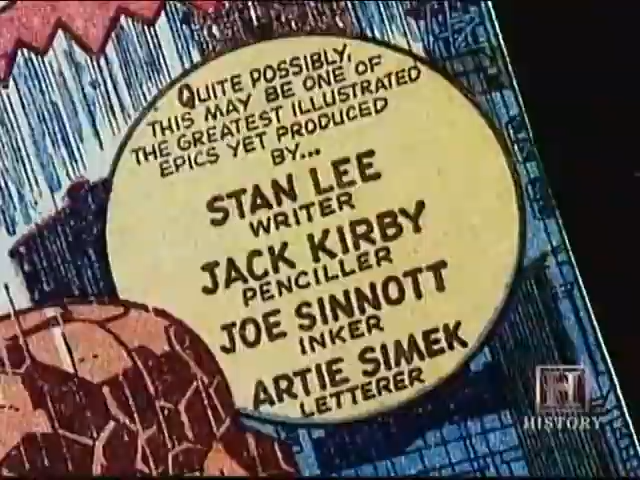 QUITE POSSIBLY,
THIS MAY BE ONE OF
THE GREATEST ILLUSTRATED
EPICS YET PRODUCED
BY...
STAN LEE
WRITER
JACK KIRBY
PENCILLER
JOE SINNOTT
INKER
ARTIE SIMEK
LETTERER
H
HISTORY